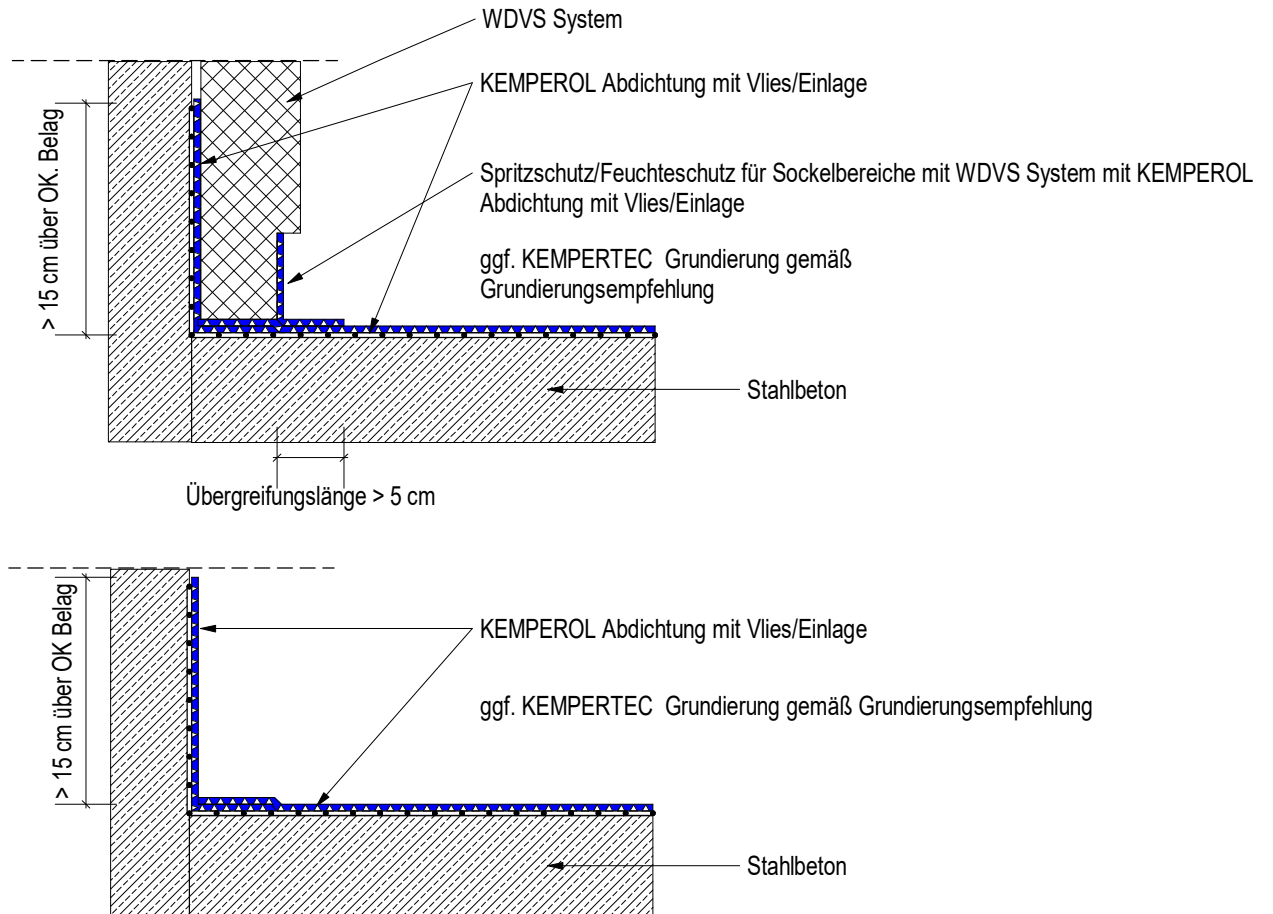 WDVS System
KEMPEROL Abdichtung mit Vlies/Einlage
> 15 cm über OK. Belag
Spritzschutz/Feuchteschutz für Sockelbereiche mit WDVS System mit KEMPEROL
Abdichtung mit Vlies/Einlage
ggf. KEMPERTEC Grundierung gemäß
Grundierungsempfehlung
Stahlbeton
Übergreifungslänge > 5 cm
> 15 cm über OK Belag
KEMPEROL Abdichtung mit Vlies/Einlage
ggf. KEMPERTEC Grundierung gemäß Grundierungsempfehlung
Stahlbeton